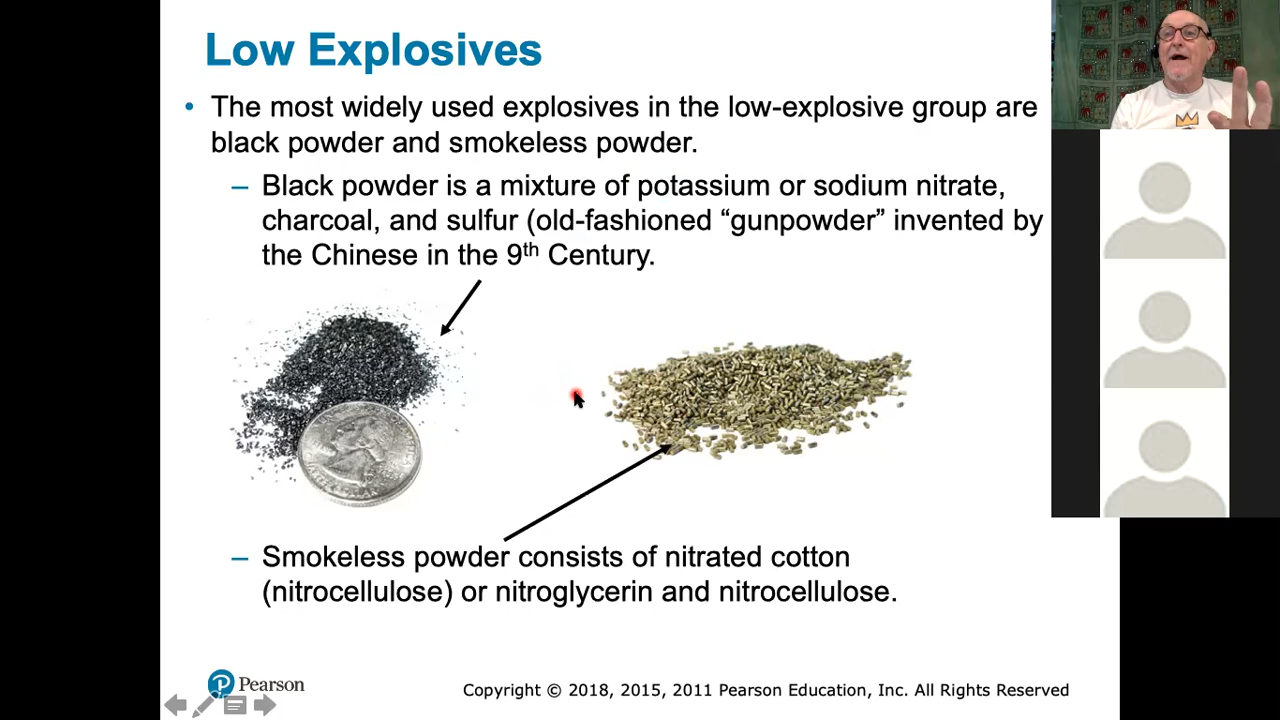 Low Explosives
• The most widely used explosives in the low-explosive group are
black powder and smokeless powder.
– Black powder is a mixture of potassium or sodium nitrate,
charcoal, and sulfur (old-fashioned “gunpowder” invented by
the Chinese in the 9th Century.
– Smokeless powder consists of nitrated cotton
(nitrocellulose) or nitroglycerin and nitrocellulose.
P Pearson
Copyright © 2018, 2015, 2011 Pearson Education, Inc. All Rights Reserved